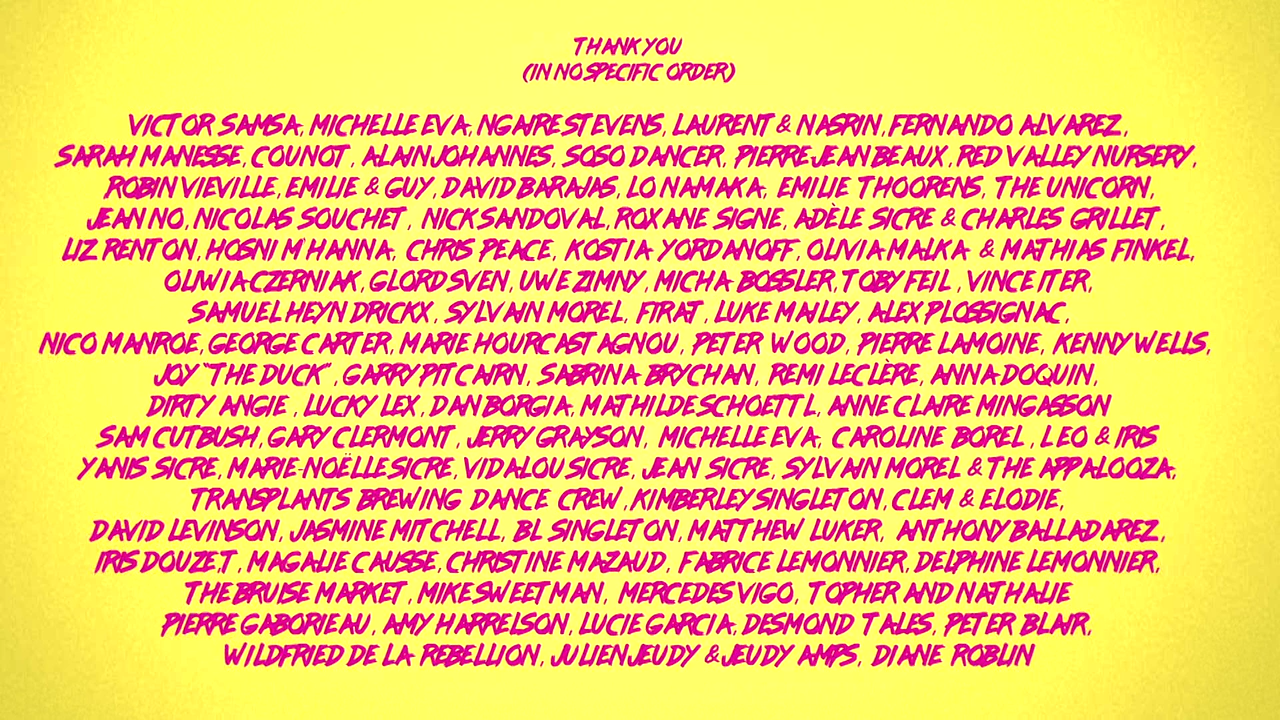 THANK YOU
(IN NO SPECIFIC ORDER)
VICTOR SAMSA, MICHELLE EVA, NGAIRE STEVENS, LAURENT & NASRIN, FERNANDO ALVAREZ,
SARAH MANESSE, COUNOT, ALAIN JOHANNES, SOSO DANCER, PIERRE JEAN BEAUX, RED VALLEY NURSERY,
ROBIN VIEVILLE, EMILIE & GUY, DAVID BARAJAS, LO NAMAKA, EMILIE THOORENS, THE UNICORN,
JEAN NO, NICOLAS SOUCHET, NICK SANDOVAL, ROXANE SIGNE, ADÈLE SICRE & CHARLES GRILLET,
LIZ RENTON, HOSNI M'HANNA, CHRIS PEACE, KOSTIA YORDANOFF, OLIVIA MALKA & MATHIAS FINKEL,
OLIWIA CZERNIAK, GLORD SVEN, UWE ZIMNY, MICHA BOSSLER, TOBY FEIL, VINCE ITER,
SAMUEL HEYNDRICKX, SYLVAIN MOREL, FIRAT, LUKE MAILEY, ALEX PLOSSIGNAC,
NICO MANROE, GEORGE CARTER, MARIE HOURCASTAGNOU, PETER WOOD, PIERRE LAMOINE, KENNY WELLS,
JOY "THE DUCK", GARRY PITCAIRN, SABRINA BRYCHAN, REMI LECLÈRE, ANNA DOQUIN,
DIRTY ANGIE, LUCKY LEX, DAN BORGIA, MATHILDE SCHOETTL, ANNE CLAIRE MINGASSON
SAM CUTBUSH, GARY CLERMONT, JERRY GRAYSON, MICHELLE EVA, CAROLINE BOREL, LEO & IRIS
YANIS SICRE, MARIE-NOËLLE SICRE, VIDALOU SICRE, JEAN SICRE, SYLVAIN MOREL & THE APPALOOZA,
TRANSPLANTS BREWING DANCE CREW, KIMBERLEY SINGLETON, CLEM & ELODIE,
DAVID LEVINSON, JASMINE MITCHELL, BL SINGLETON, MATTHEW LUKER, ANTHONY BALLADAREZ,
IRIS DOUZET, MAGALIE CAUSSE, CHRISTINE MAZAUD, FABRICE LEMONNIER, DELPHINE LEMONNIER,
THE BRUISE MARKET, MIKE SWEETMAN, MERCEDES VIGO, TOPHER AND NATHALIE
PIERRE GABORIEAU, AMY HARRELSON, LUCIE GARCIA, DESMOND TALES, PETER BLAIR,
WILDFRIED DE LA REBELLION, JULIEN JEUDY & JEUDY AMPS, DIANE ROBLIN